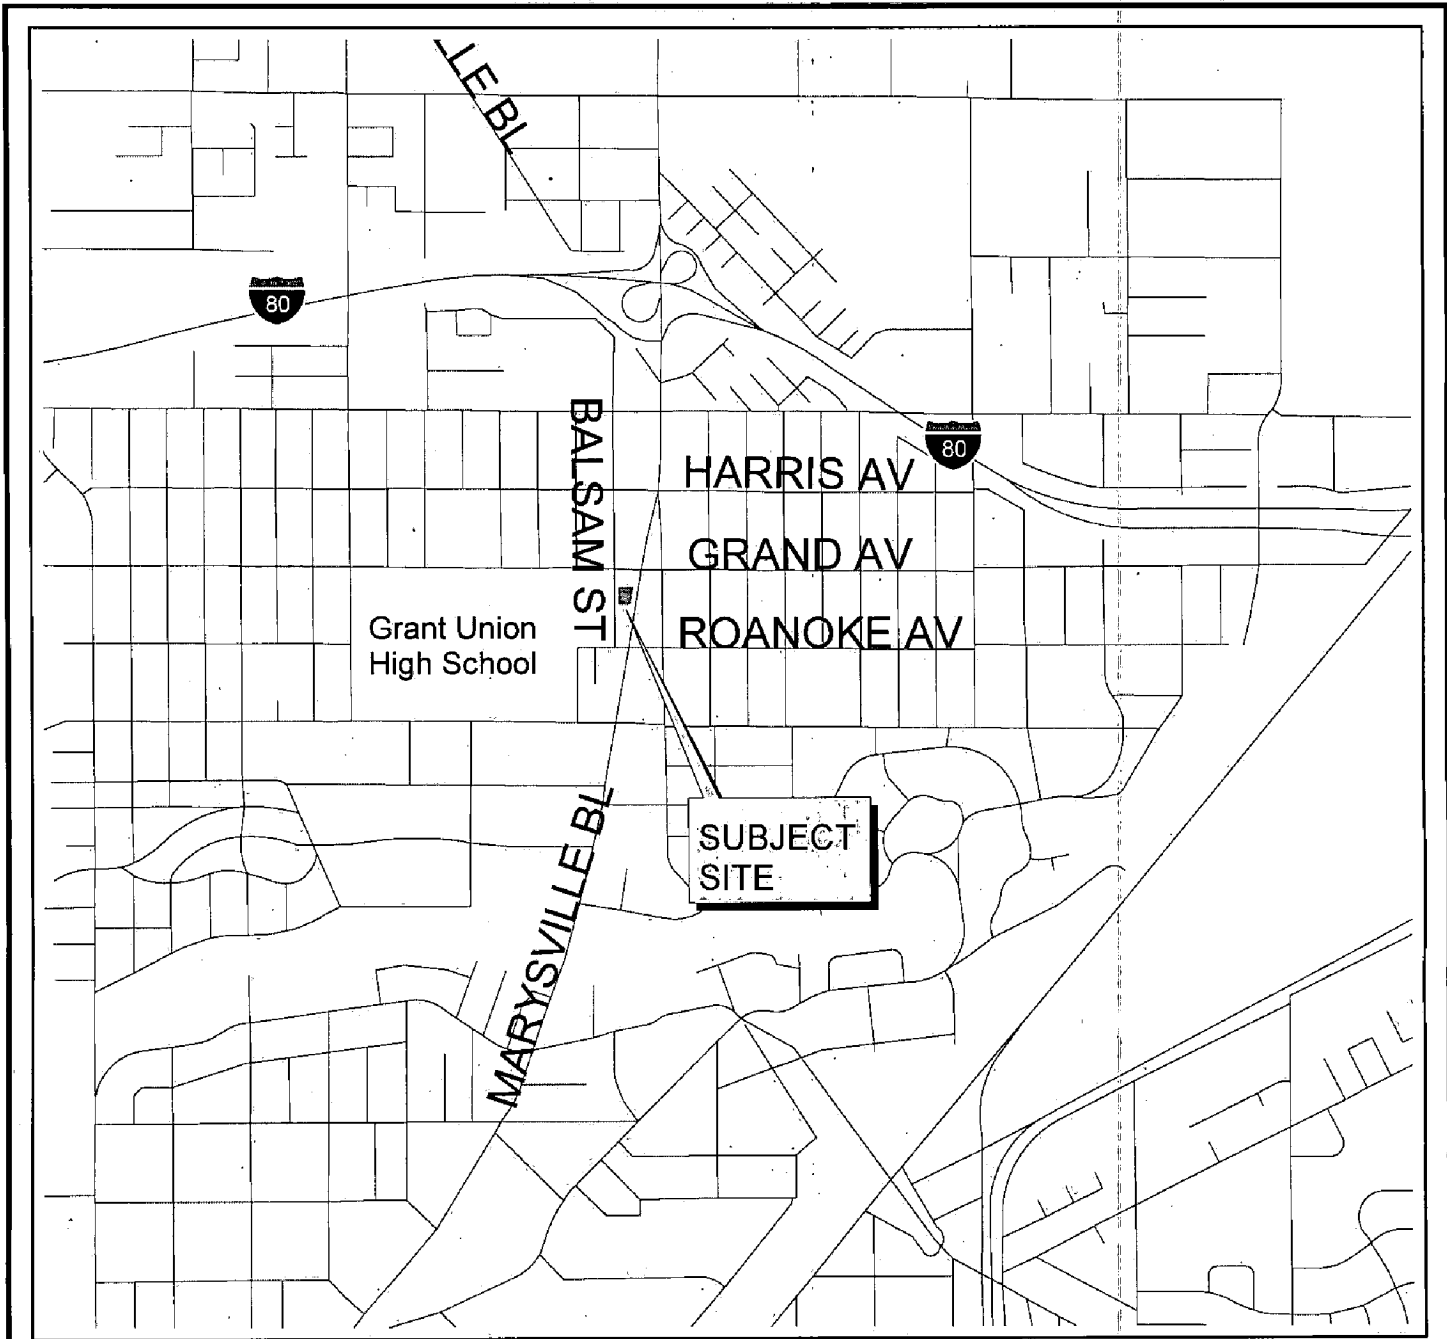 LLE BL
80
80
BALSAM ST
HARRIS AV
GRAND AV
ROANOKE AV
Grant Union
High School
SUBJECT
SITE
MARYSVILLE BL